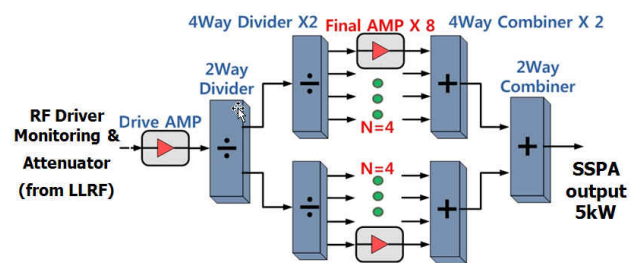 4Way Divider X2
Final AMP X 8
4Way Combiner X 2
2Way
Divider
2Way
Combiner
RF Driver
Monitoring &
Attenuator
(from LLRF)
Drive AMP
÷
÷
N=4
+
+
SSPA
output
5kW
N=4
÷
+